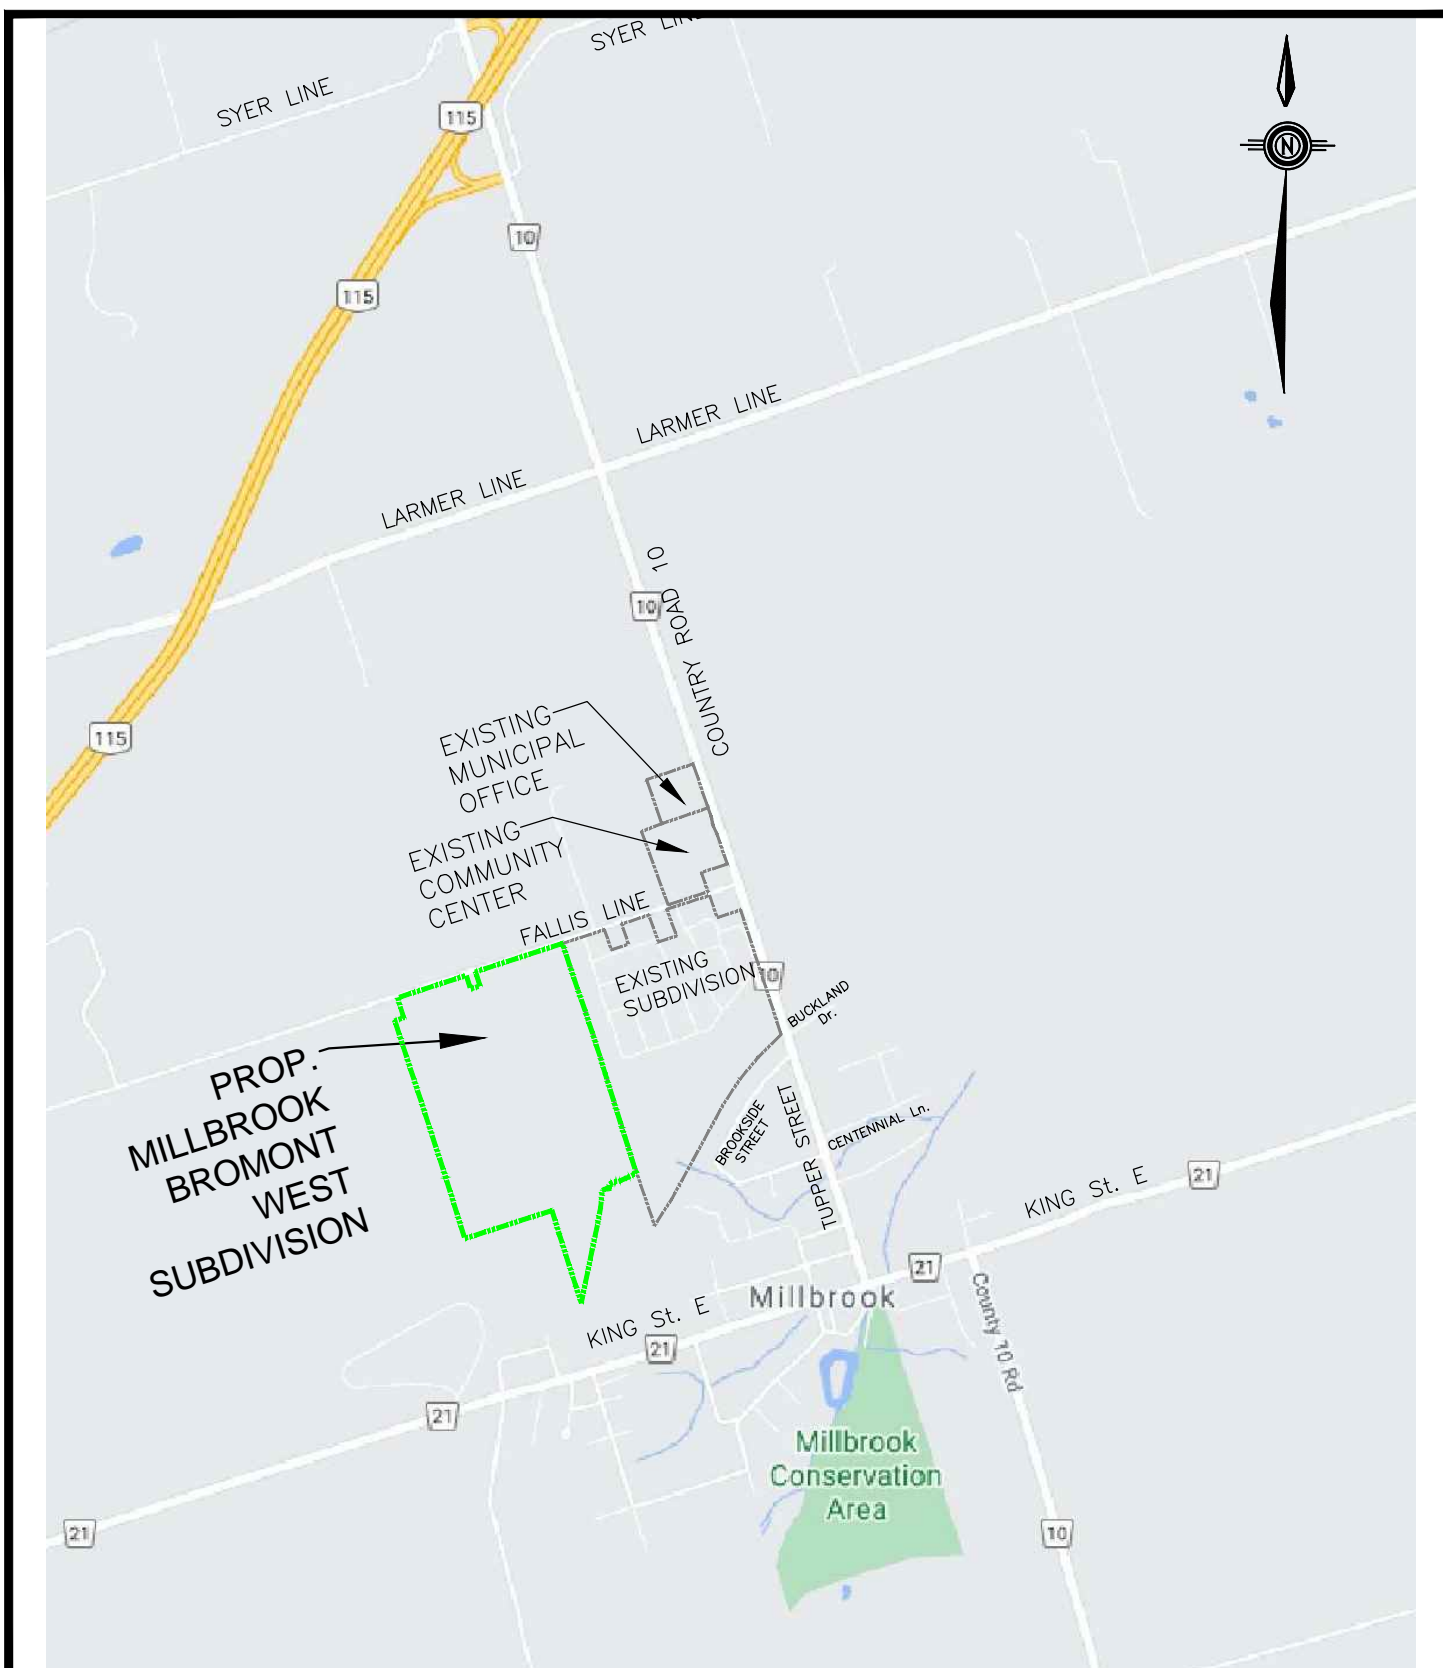 SYER LINE
SYER LINE
115
10
N
115
LARMER LINE
LARMER LINE
10
COUNTRY ROAD 10
115
EXISTING
MUNICIPAL
OFFICE
EXISTING
COMMUNITY
CENTER
FALLIS LINE
EXISTING
SUBDIVISION
10
BUCKLAND
Dr.
PROP.
MILLBROOK
BROMONT
WEST
SUBDIVISION
BROOKSIDE
STREET
TUPPER STREET
CENTENNIAL Ln.
KING St. E
21
21
Millbrook
County 10 Rd
KING St. E
21
21
Millbrook
Conservation
Area
21
10